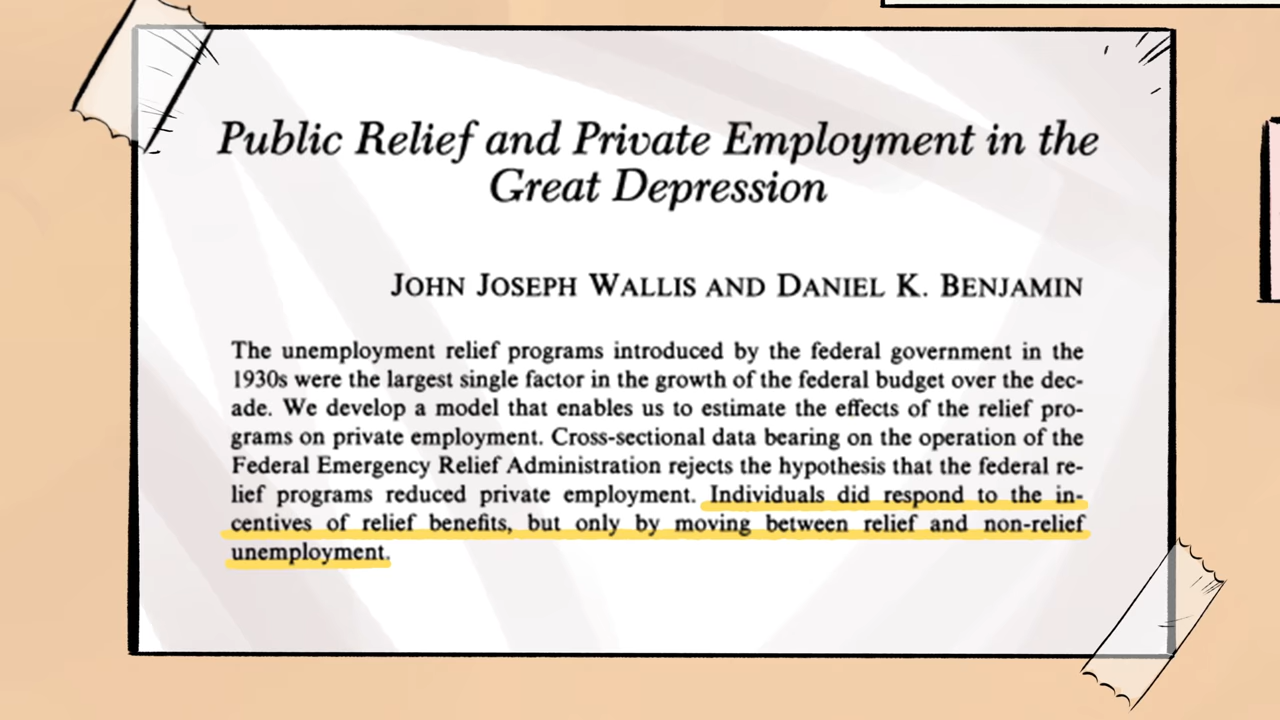 Public Relief and Private Employment in the
Great Depression
JOHN JOSEPH WALLIS AND DANIEL K. BENJAMIN
The unemployment relief programs introduced by the federal government in the
1930s were the largest single factor in the growth of the federal budget over the dec-
ade. We develop a model that enables us to estimate the effects of the relief pro-
grams on private employment. Cross-sectional data bearing on the operation of the
Federal Emergency Relief Administration rejects the hypothesis that the federal re-
lief programs reduced private employment. Individuals did respond to the in-
centives of relief benefits, but only by moving between relief and non-relief
unemployment.